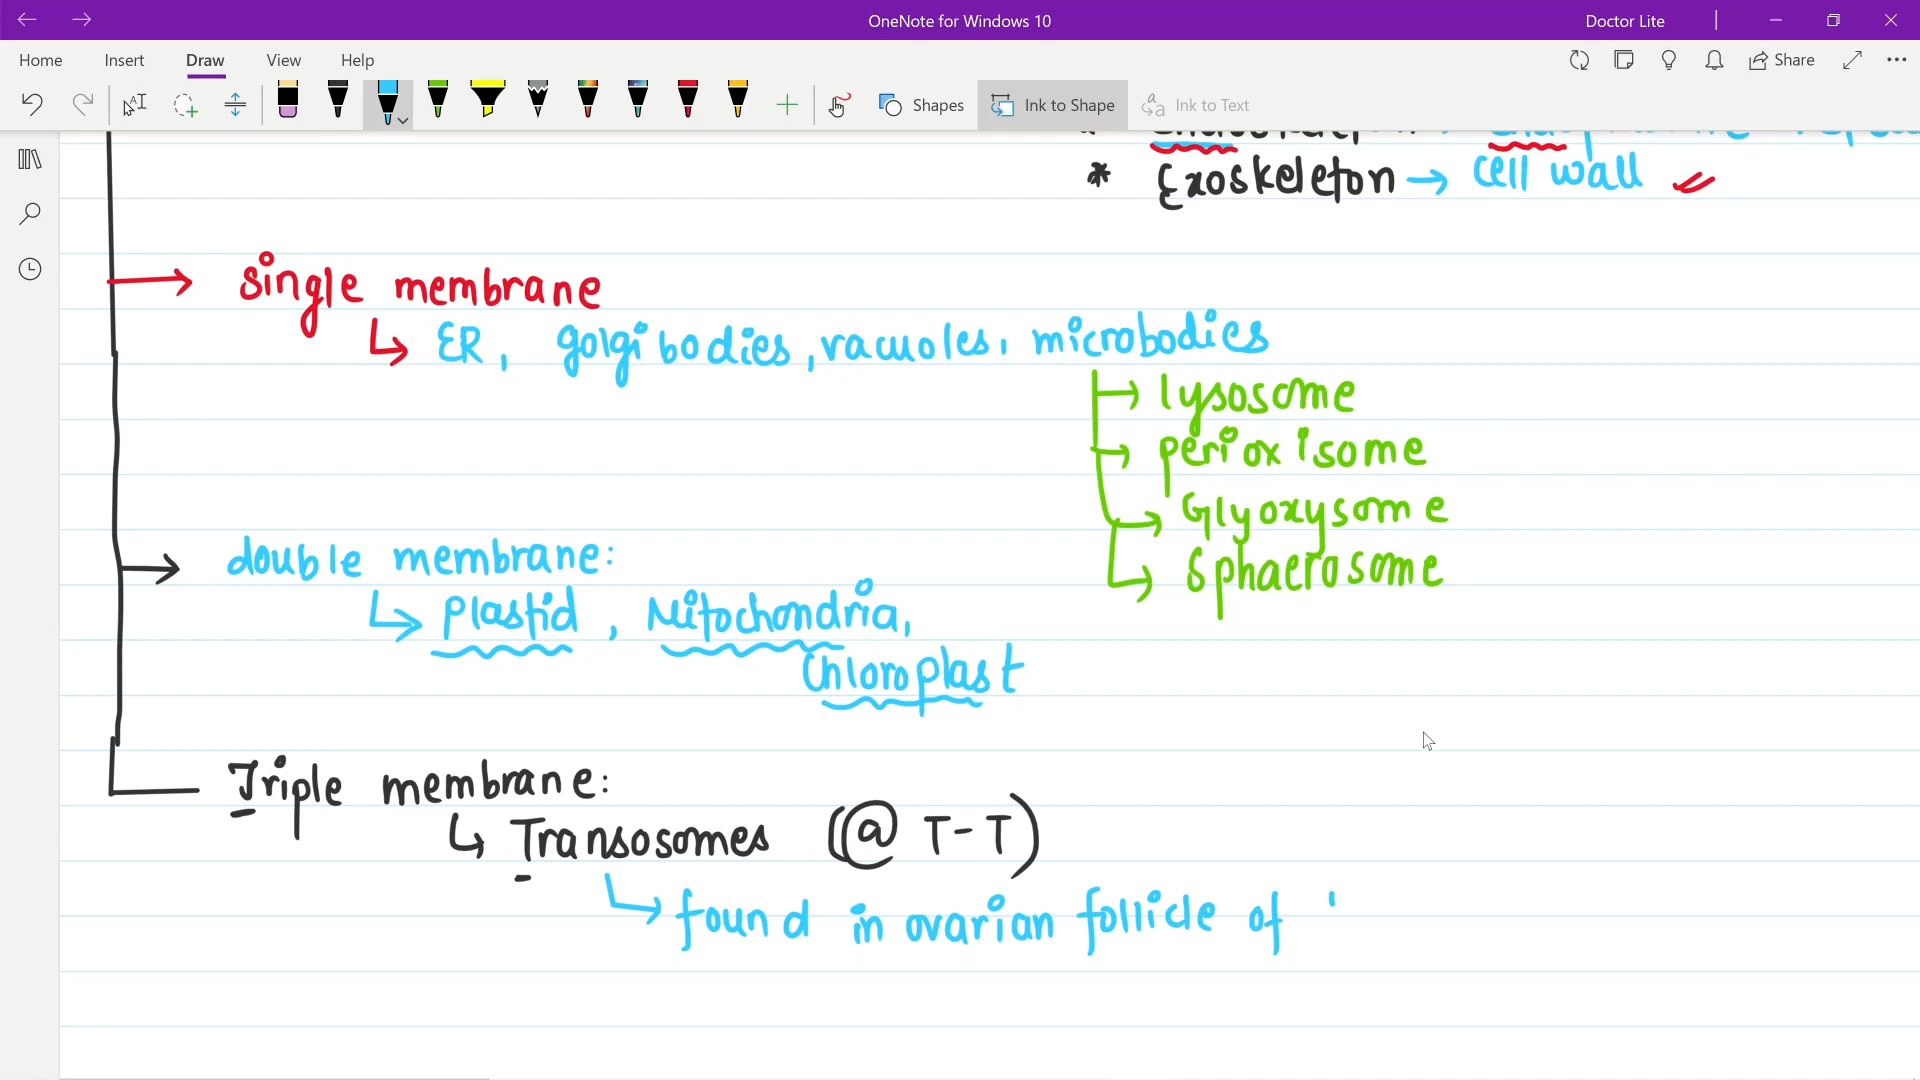 OneNote for Windows 10
Doctor Lite
Home Insert Draw View Help
Share
Shapes
Ink to Shape
Ink to Text
* Exoskeleton → cell wall
single membrane
ER, golgi bodies, vacuoles, microbodies
lysosome
perioxisome
Glyoxysome
Sphaerosome
double membrane:
Plastid, Mitochondria,
Chloroplast
Triple membrane:
Transosomes (@ T-T)
found in ovarian follicle of